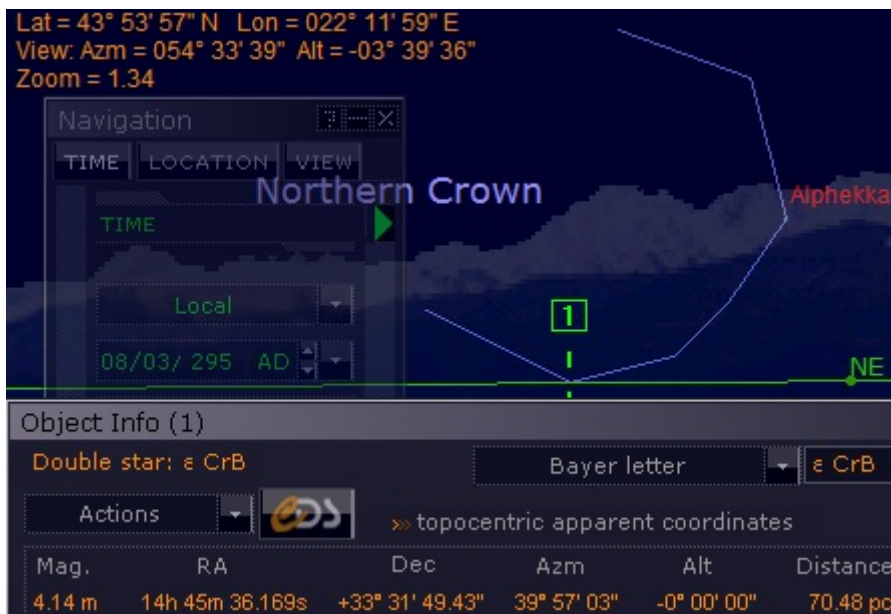 Lat = 43° 53' 57" N   Lon = 022° 11' 59" E
View: Azm = 054° 33' 39"  Alt = -03° 39' 36"
Zoom = 1.34
Navigation
TIME LOCATION VIEW
Northern Crown
Alphekka
TIME
Local
1
08/03/ 295 AD
NE
Object Info (1)
Double star: ε CrB
Bayer letter
ε CrB
Actions
»» topocentric apparent coordinates
Mag. RA Dec Azm Alt Distance
4.14 m 14h 45m 36.169s +33° 31' 49.43" 39° 57' 03" -0° 00' 00" 70.48 pc